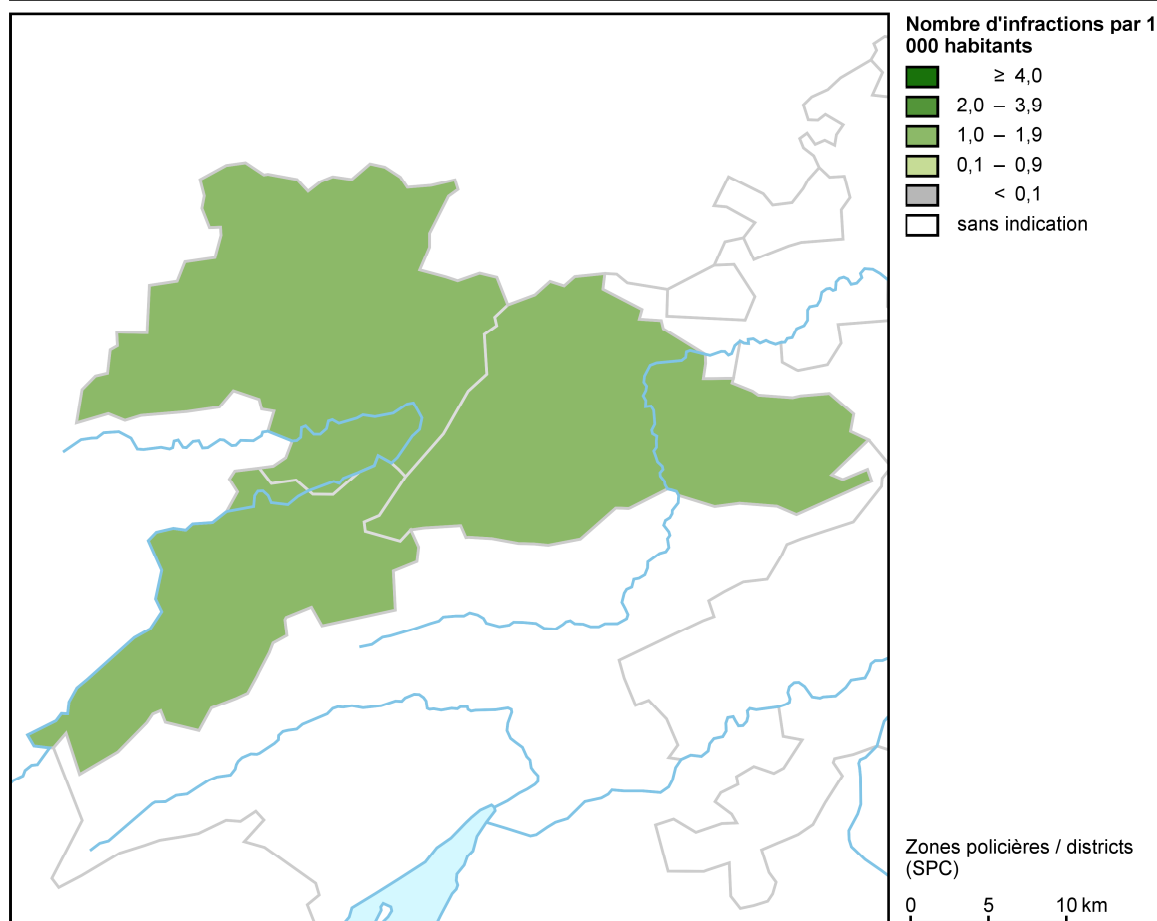 Nombre d'infractions par 1
000 habitants
≥ 4,0
2,0 – 3,9
1,0 – 1,9
0,1 – 0,9
< 0,1
sans indication
Zones policières / districts
(SPC)
0 5 10 km